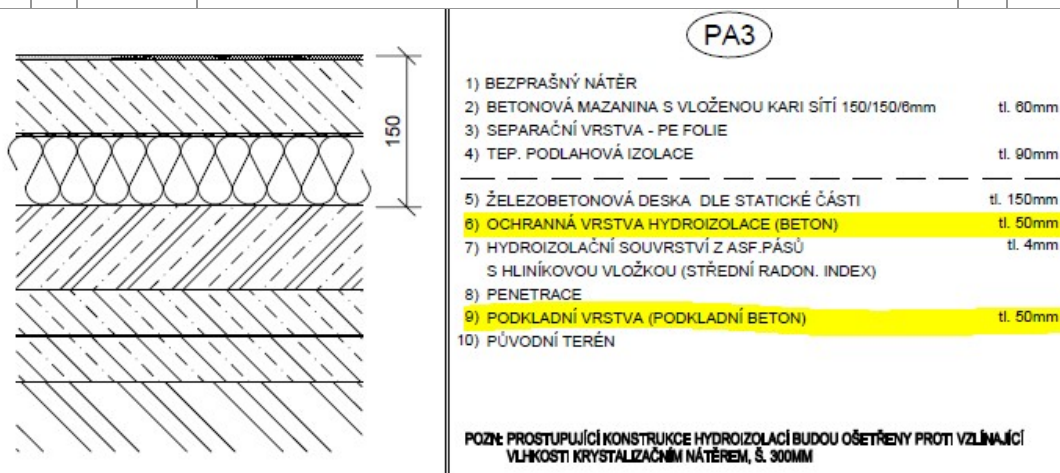 PA3
150
1) BEZPRAŠNÝ NÁTĚR
2) BETONOVÁ MAZANINA S VLOŽENOU KARI SÍTÍ 150/150/6mm tl. 60mm
3) SEPARAČNÍ VRSTVA - PE FOLIE
4) TEP. PODLAHOVÁ IZOLACE tl. 90mm
5) ŽELEZOBETONOVÁ DESKA DLE STATICKÉ ČÁSTI tl. 150mm
6) OCHRANNÁ VRSTVA HYDROIZOLACE (BETON) tl. 50mm
7) HYDROIZOLAČNÍ SOUVRSTVÍ Z ASF.PÁSŮ tl. 4mm
S HLINÍKOVOU VLOŽKOU (STŘEDNÍ RADON. INDEX)
8) PENETRACE
9) PODKLADNÍ VRSTVA (PODKLADNÍ BETON) tl. 50mm
10) PŮVODNÍ TERÉN
POZN: PROSTUPUJÍCÍ KONSTRUKCE HYDROIZOLACÍ BUDOU OŠETŘENY PROTI VZLÍNAJÍCÍ
VLHKOSTI KRYSTALIZAČNÍM NÁTĚREM, Š. 300MM